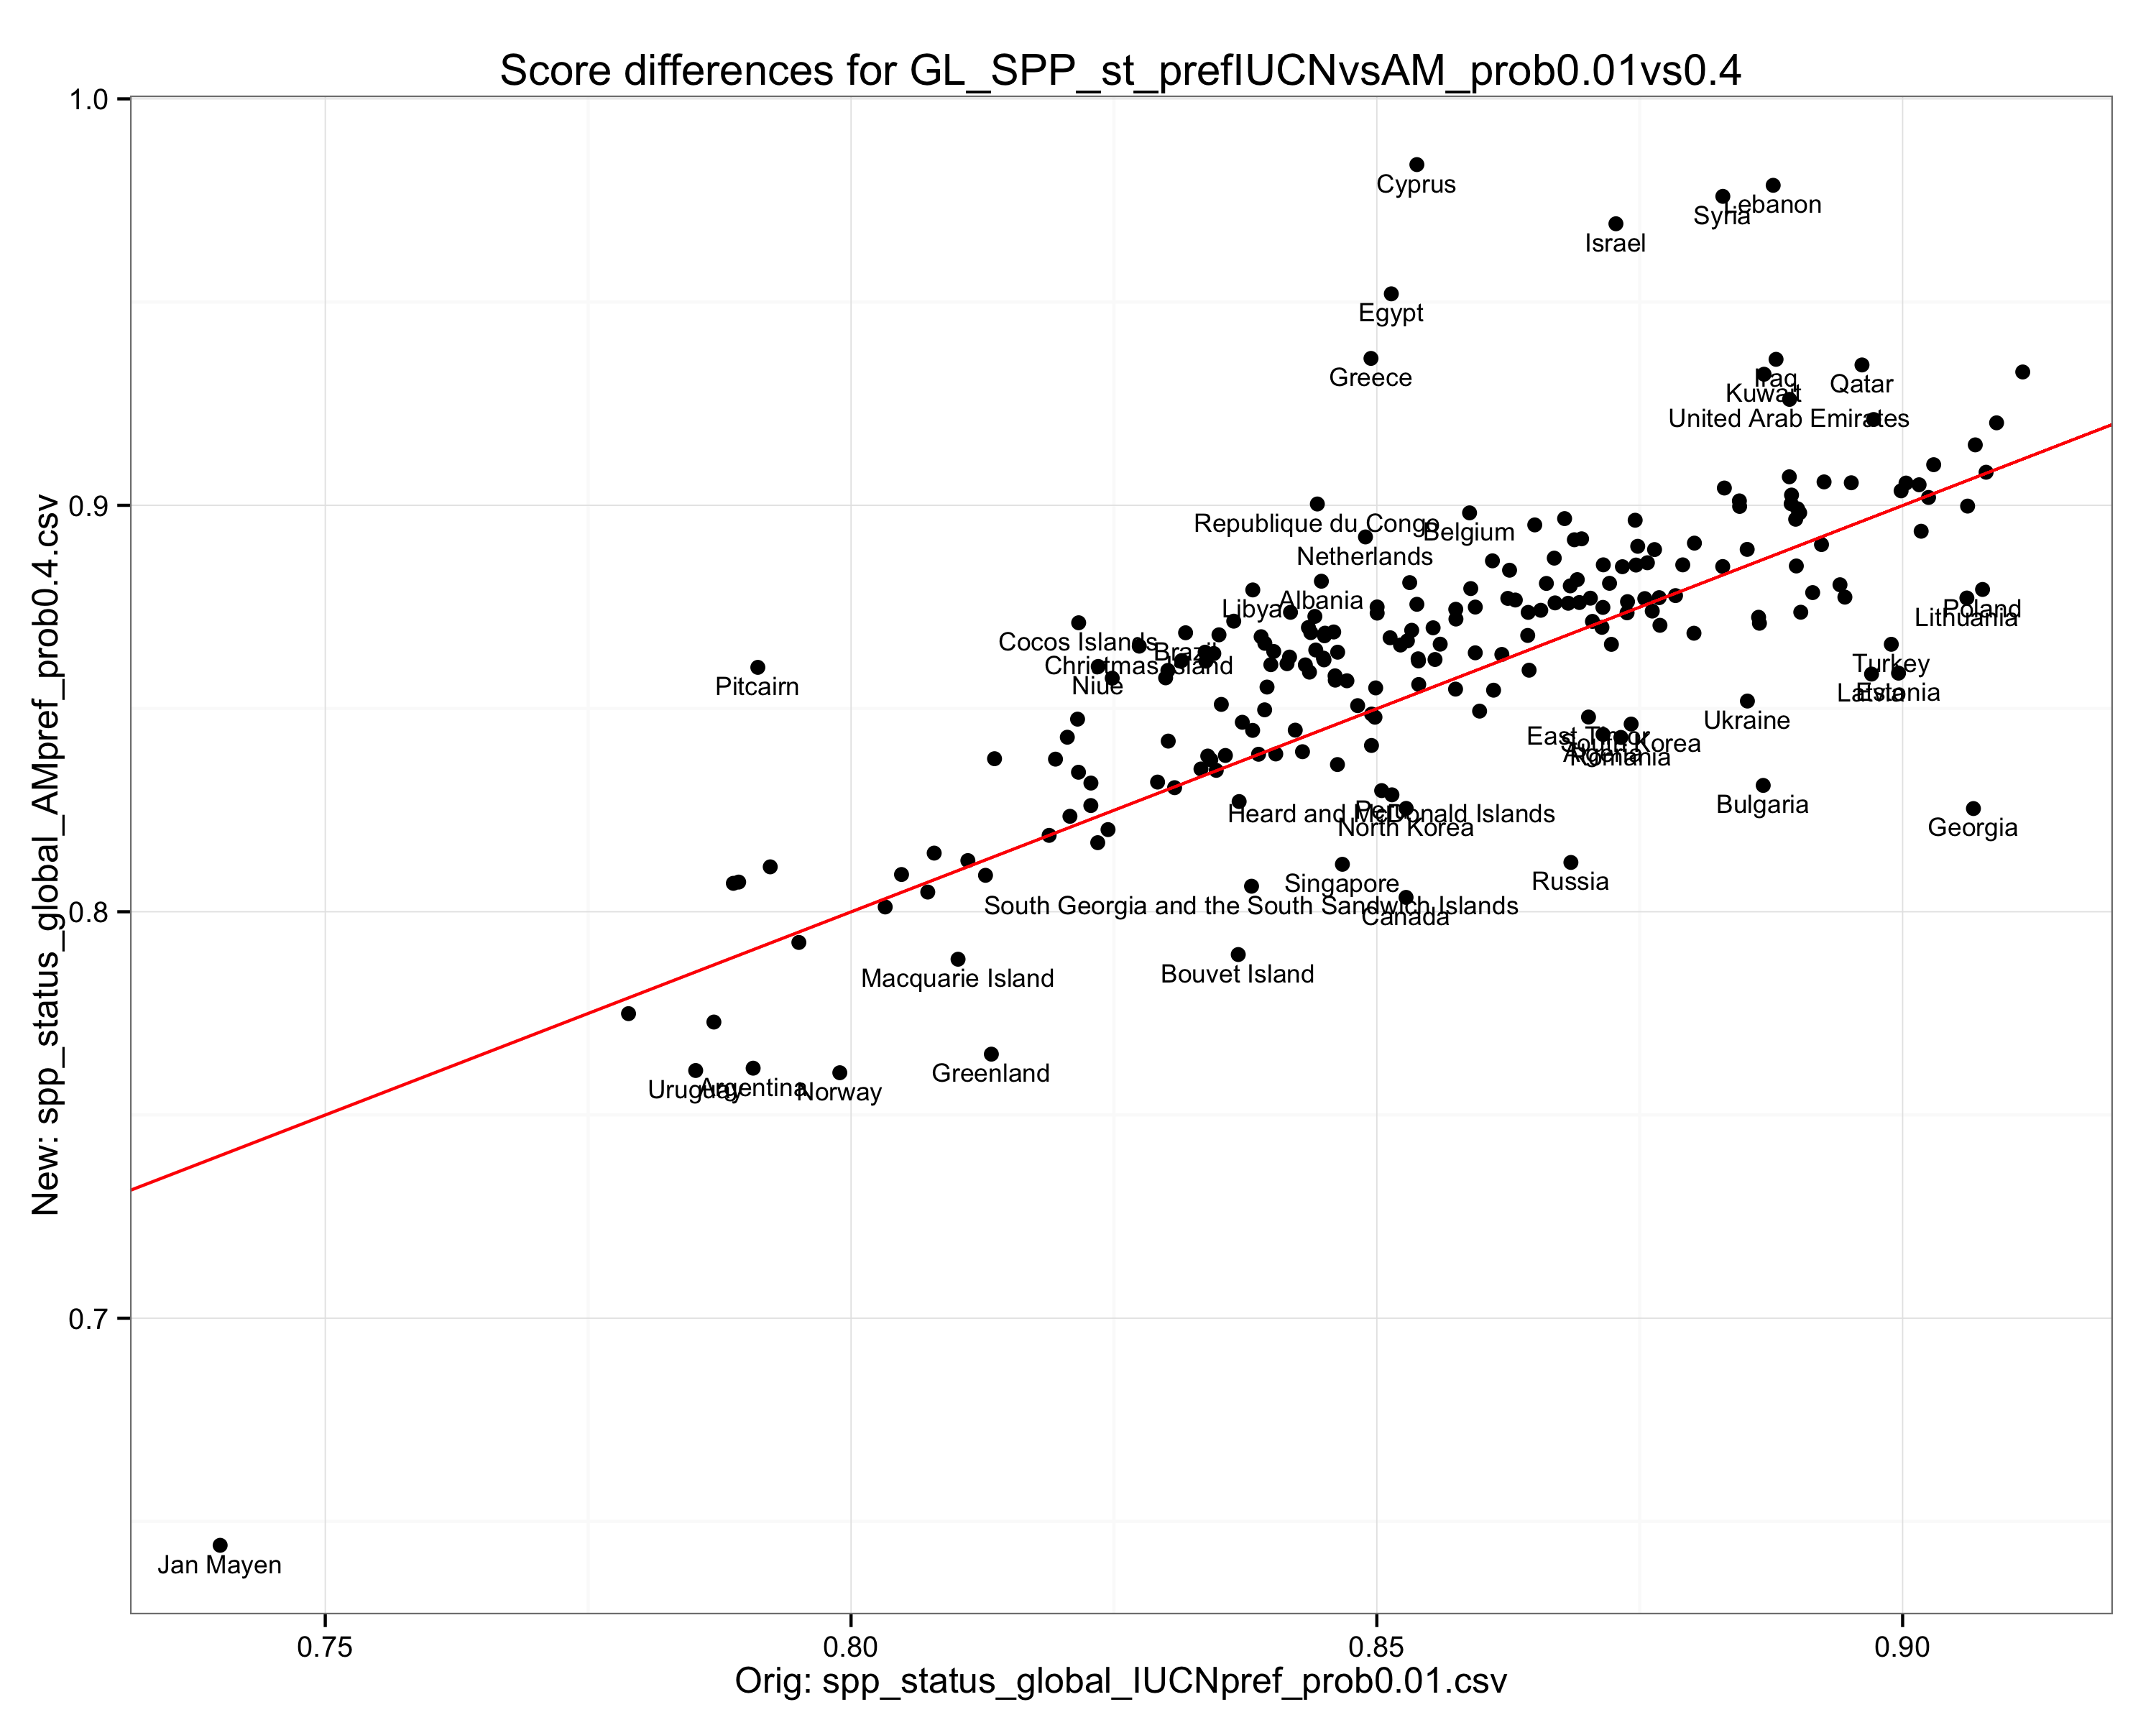 Score differences for GL_SPP_st_prefIUCNvsAM_prob0.01vs0.4
1.0
Cyprus
Lebanon
Syria
Israel
Egypt
Greece
Iraq
Qatar
Kuwait
United Arab Emirates
0.9
Republique du Congo
Belgium
Netherlands
Albania
Libya
Poland
Lithuania
Cocos Islands
Brazil
Christmas Island
Turkey
Niue
Pitcairn
Latvia
Estonia
Ukraine
East Timor
South Korea
Algeria
Romania
Bulgaria
Peru
Heard and McDonald Islands
North Korea
Georgia
Singapore
Russia
South Georgia and the South Sandwich Islands
0.8
Canada
Bouvet Island
Macquarie Island
Greenland
Uruguay
Argentina
Norway
0.7
Jan Mayen
New: spp_status_global_AMpref_prob0.4.csv
0.75
0.80
0.85
0.90
Orig: spp_status_global_IUCNpref_prob0.01.csv